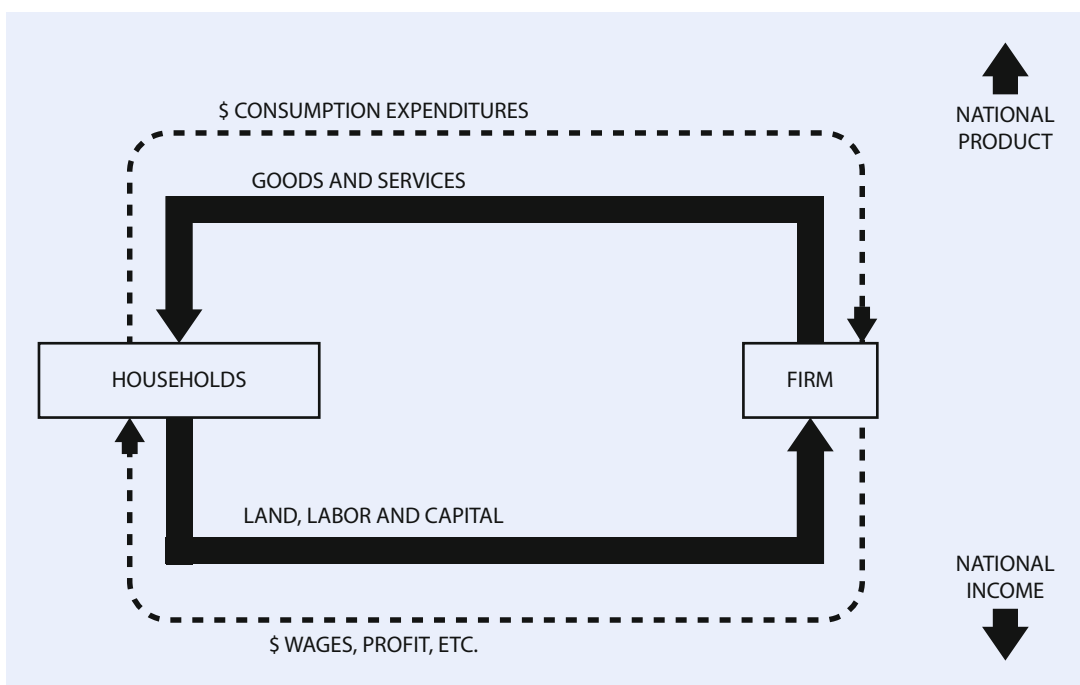 $ CONSUMPTION EXPENDITURES
NATIONAL
PRODUCT
GOODS AND SERVICES
HOUSEHOLDS
FIRM
LAND, LABOR AND CAPITAL
NATIONAL
INCOME
$ WAGES, PROFIT, ETC.